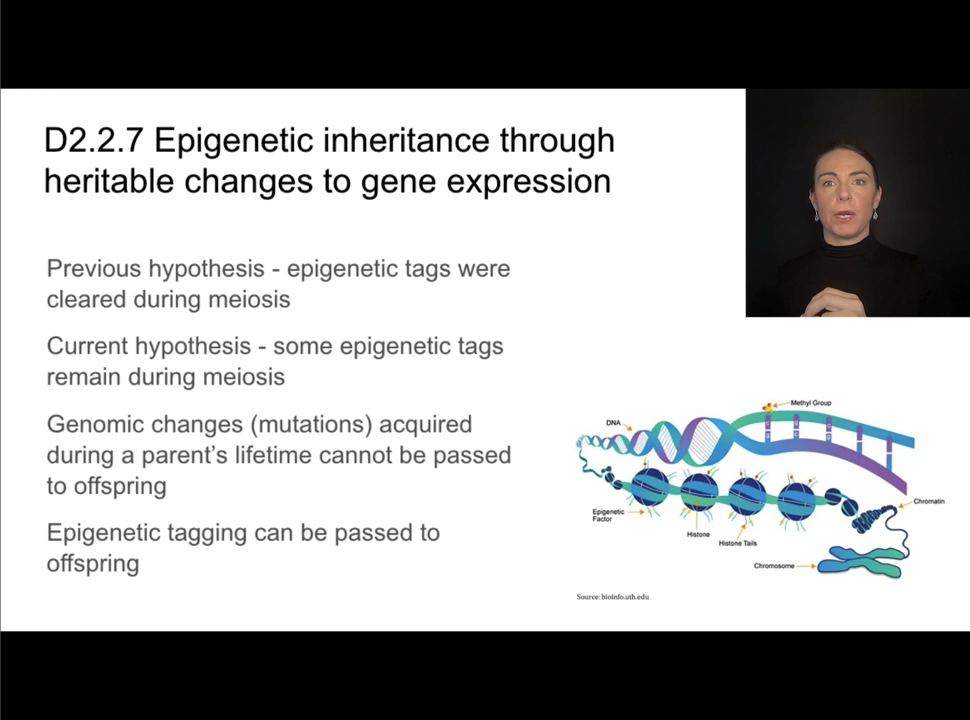 D2.2.7 Epigenetic inheritance through
heritable changes to gene expression
Previous hypothesis - epigenetic tags were
cleared during meiosis
Current hypothesis - some epigenetic tags
remain during meiosis
Genomic changes (mutations) acquired
during a parent's lifetime cannot be passed
to offspring
Epigenetic tagging can be passed to
offspring
Methyl Group
DNA
Chromatin
Epigenetic
Factor
Histone
Histone Tails
Chromosome
Source: bioinfo.uth.edu